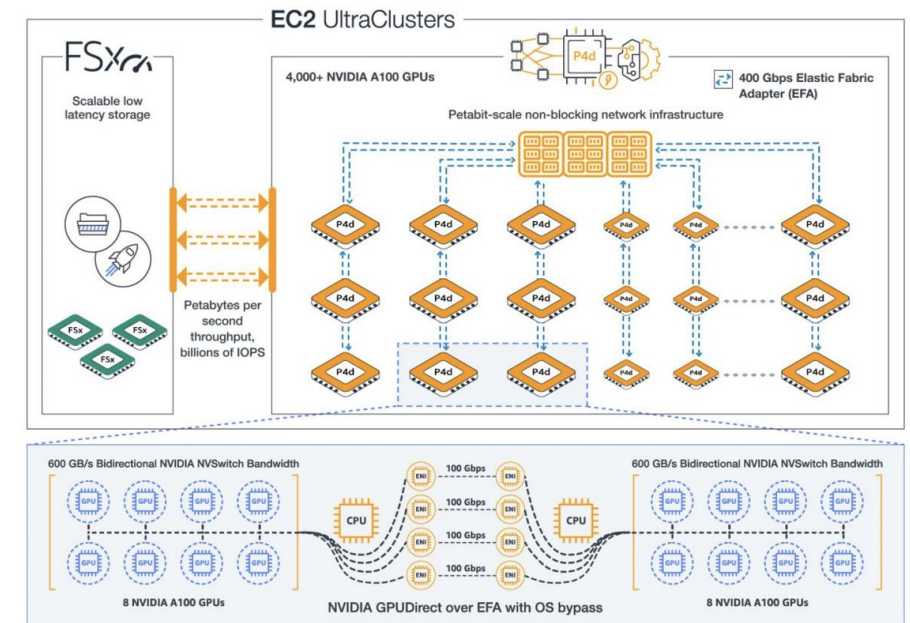 EC2 UltraClusters
FSx
Scalable low
latency storage
FSx
FSx
FSx
Petabytes per
second
throughput,
billions of IOPS
4,000+ NVIDIA A100 GPUs
P4d
400 Gbps Elastic Fabric
Adapter (EFA)
Petabit-scale non-blocking network infrastructure
P4d P4d P4d P4d P4d P4d
P4d P4d P4d P4d P4d P4d
P4d P4d P4d P4d P4d P4d
600 GB/s Bidirectional NVIDIA NVSwitch Bandwidth
GPU GPU GPU GPU
GPU GPU GPU GPU
8 NVIDIA A100 GPUs
CPU
ENI 100 Gbps ENI
ENI 100 Gbps ENI
ENI 100 Gbps ENI
ENI 100 Gbps ENI
CPU
NVIDIA GPUDirect over EFA with OS bypass
600 GB/s Bidirectional NVIDIA NVSwitch Bandwidth
GPU GPU GPU GPU
GPU GPU GPU GPU
8 NVIDIA A100 GPUs